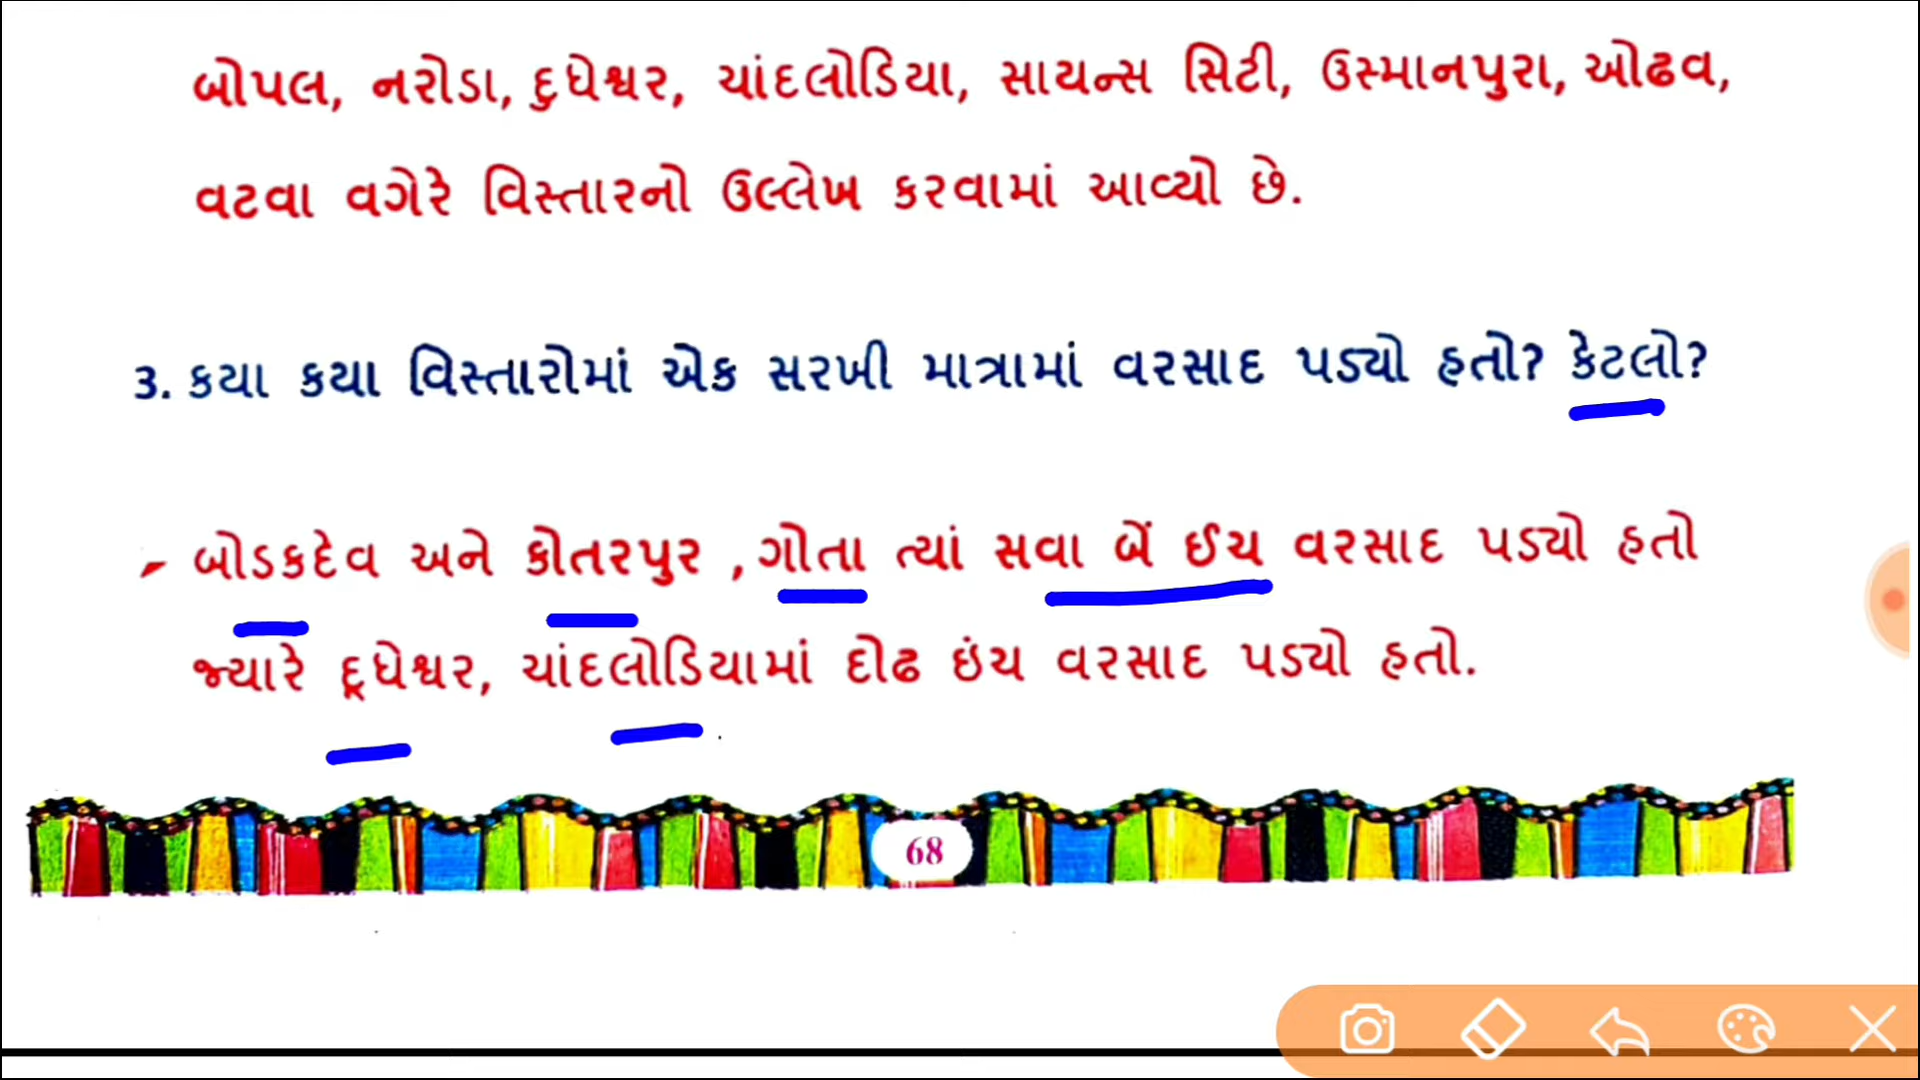 બોપલ, નરોડા, દુધેશ્વર, ચાંદલોડિયા, સાયન્સ સિટી, ઉસ્માનપુરા, ઓઢવ,
વટવા વગેરે વિસ્તારનો ઉલ્લેખ કરવામાં આવ્યો છે.
3. કયા કયા વિસ્તારોમાં એક સરખી માત્રામાં વરસાદ પડ્યો હતો? કેટલો?
બોડકદેવ અને કોતરપુર ,ગોતા ત્યાં સવા બેં ઈચ વરસાદ પડ્યો હતો
જ્યારે દૂધેશ્વર, ચાંદલોડિયામાં દોઢ ઇંચ વરસાદ પડ્યો હતો.
68